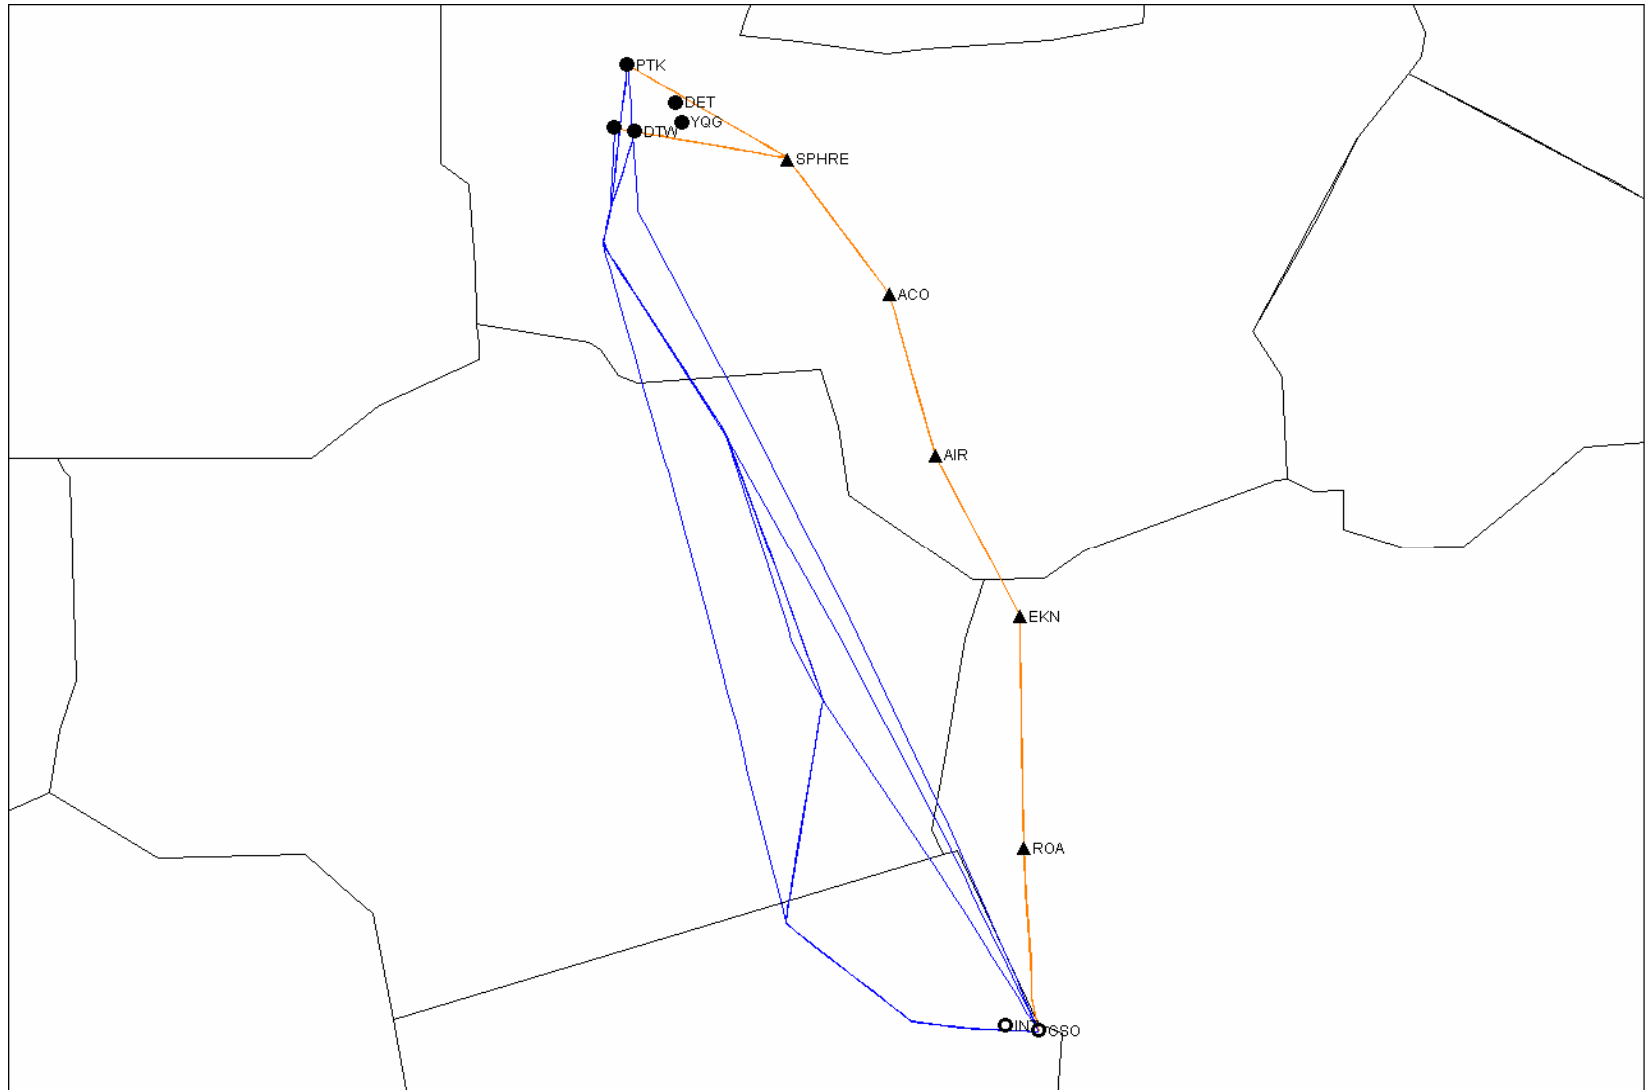 PTK
DET
YQG
DTW
SPHRE
ACO
AIR
EKN
ROA
INT
GSO